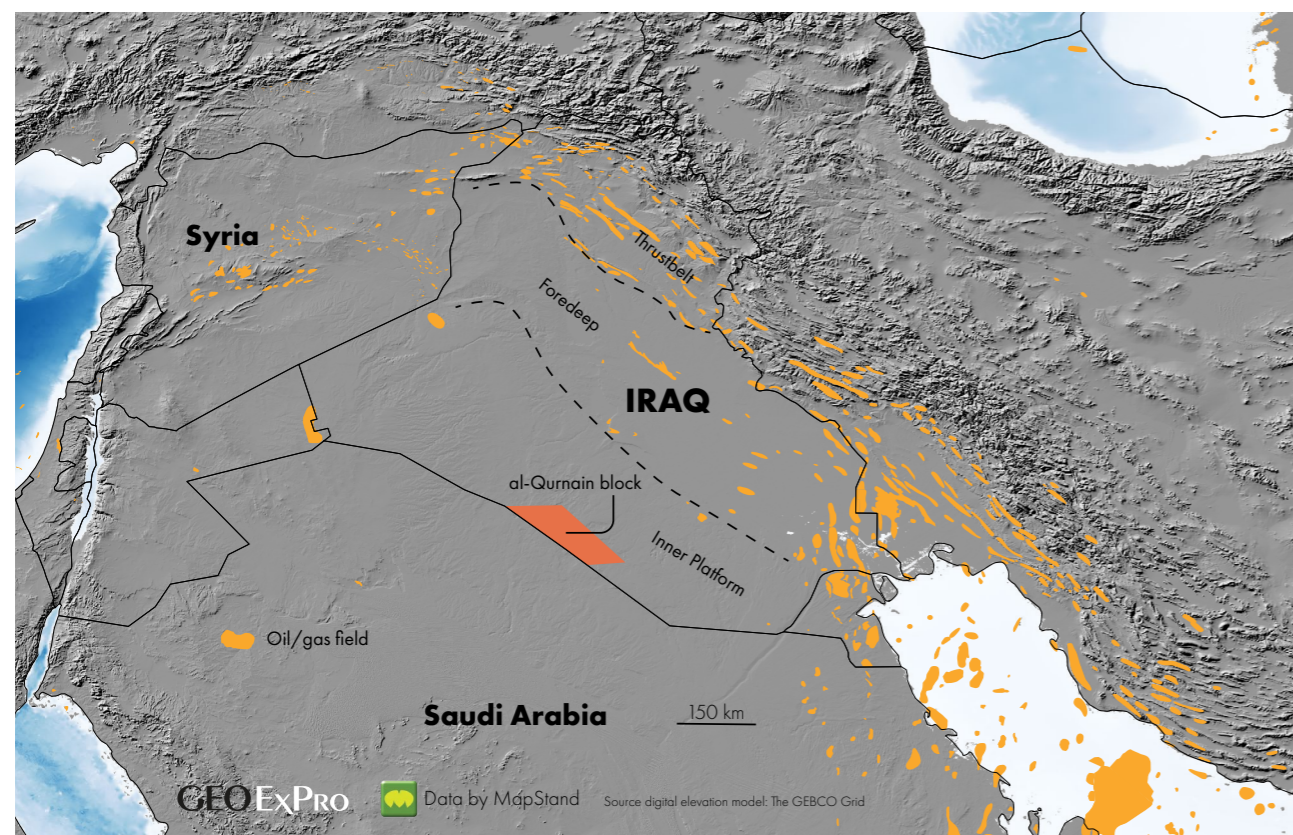 Syria
Thrustbelt
Foredeep
IRAQ
al-Qurnain block
Inner Platform
Oil/gas field
Saudi Arabia
150 km
GEOEXPRO
Data by MapStand
Source digital elevation model: The GEBCO Grid